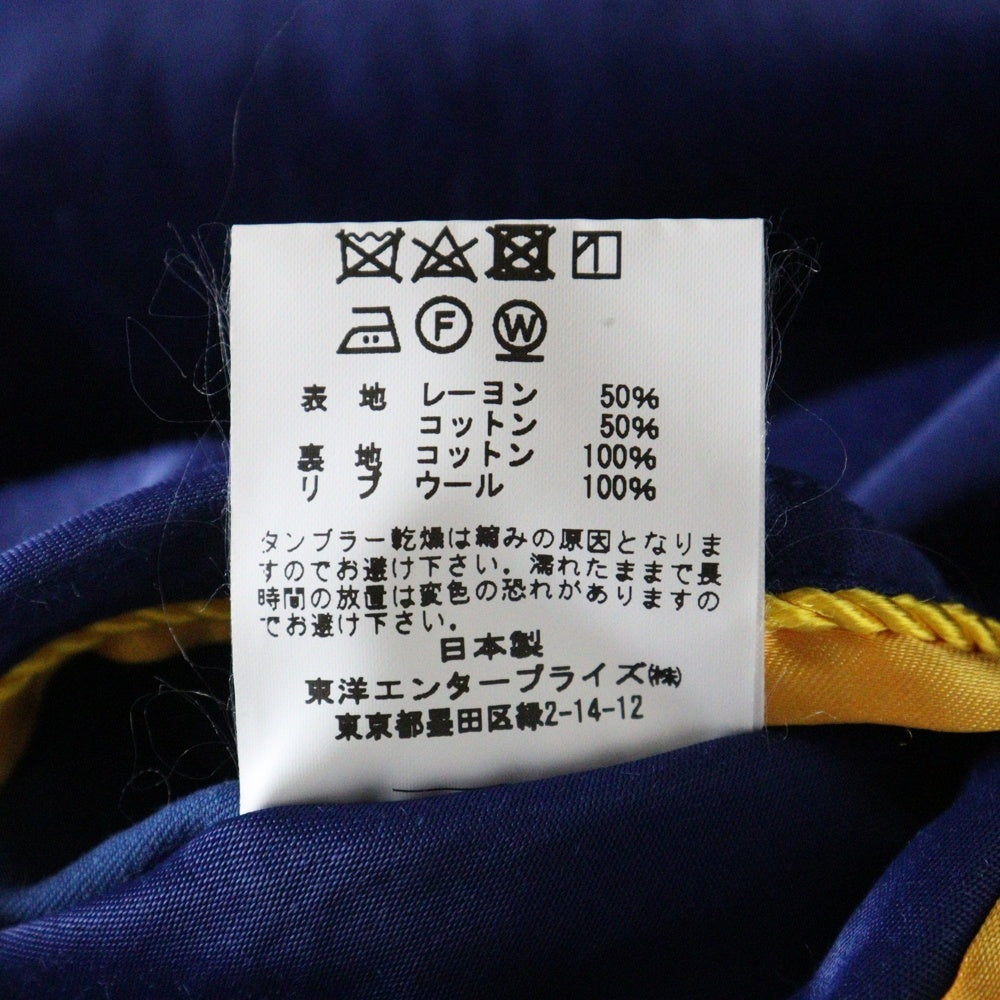 F W
表 地 レーヨン 50%
コットン 50%
裏 地 コットン 100%
リ ブ ウール 100%
タンブラー乾燥は縮みの原因となりま
すのでお避け下さい。濡れたままで長
時間の放置は変色の恐れがありますの
でお避け下さい。
日本製
東洋エンタープライズ㈱
東京都墨田区緑2-14-12